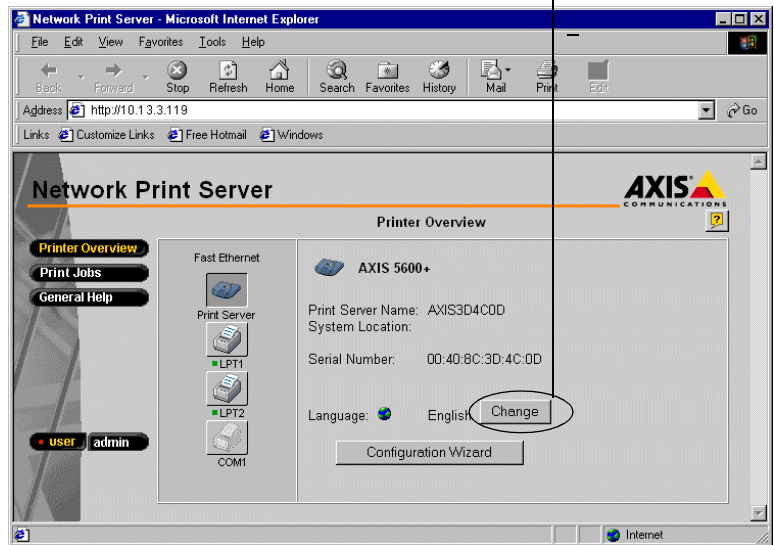 Network Print Server - Microsoft Internet Explorer
File Edit View Favorites Tools Help
Back Forward Stop Refresh Home Search Favorites History Mail Print Edit
Address http://10.13.3.119 Go
Links Customize Links Free Hotmail Windows
Network Print Server
AXIS
COMMUNICATIONS
Printer Overview
?
Printer Overview
Print Jobs
General Help
user admin
Fast Ethernet
Print Server
LPT1
LPT2
COM1
AXIS 5600+
Print Server Name: AXIS3D4C0D
System Location:
Serial Number: 00:40:8C:3D:4C:0D
Language: English Change
Configuration Wizard
Internet